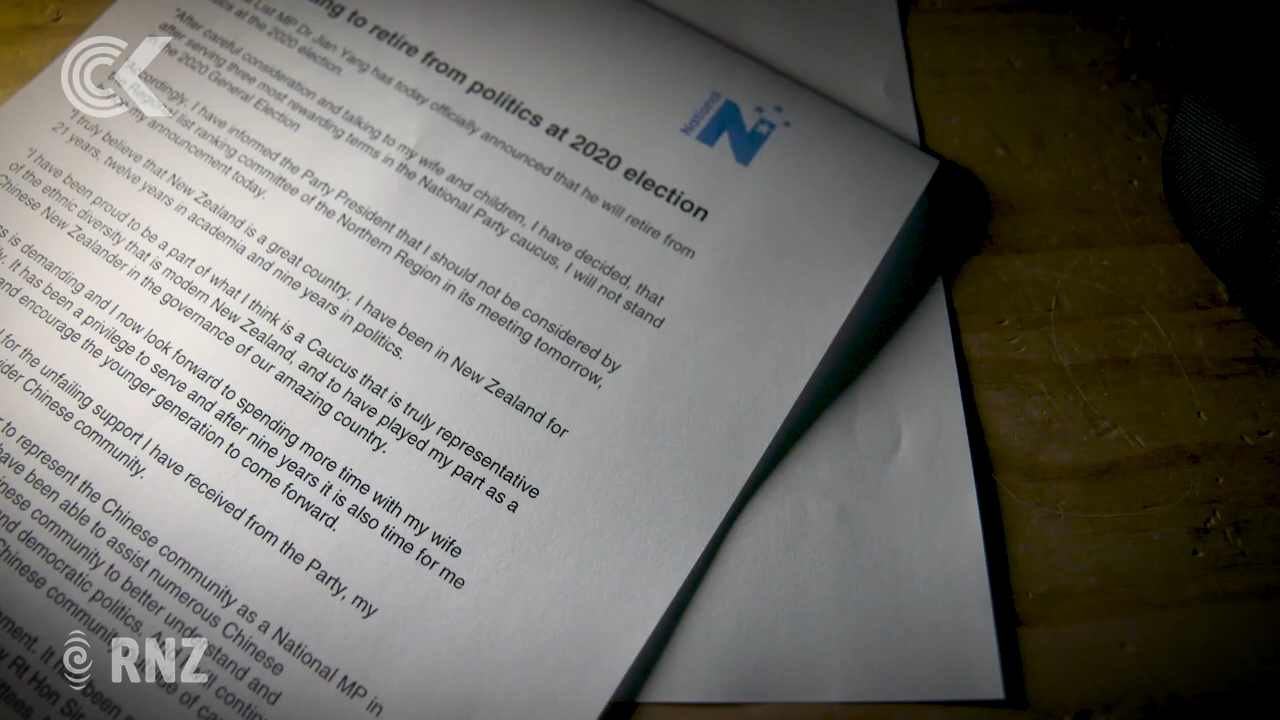 ang to retire from politics at 2020 election
National
List MP Dr Jian Yang has today officially announced that he will retire from
politics at the 2020 election.
"After careful consideration and talking to my wife and children, I have decided, that
after serving three most rewarding terms in the National Party caucus, I will not stand
the 2020 General Election
Accordingly, I have informed the Party President that I should not be considered by
the Regional list ranking committee of the Northern Region in its meeting tomorrow,
my announcement today.
"I truly believe that New Zealand is a great country. I have been in New Zealand for
21 years, twelve years in academia and nine years in politics.
"I have been proud to be a part of what I think is a Caucus that is truly representative
of the ethnic diversity that is modern New Zealand, and to have played my part as a
Chinese New Zealander in the governance of our amazing country.
is demanding and I now look forward to spending more time with my wife
It has been a privilege to serve and after nine years it is also time for me
and encourage the younger generation to come forward.
for the unfailing support I have received from the Party, my
wider Chinese community.
to represent the Chinese community as a National MP in
have been able to assist numerous Chinese
community to better understand and
and democratic politics. will
Chinese of
It been
Rt Hon Sir
CK
RNZ